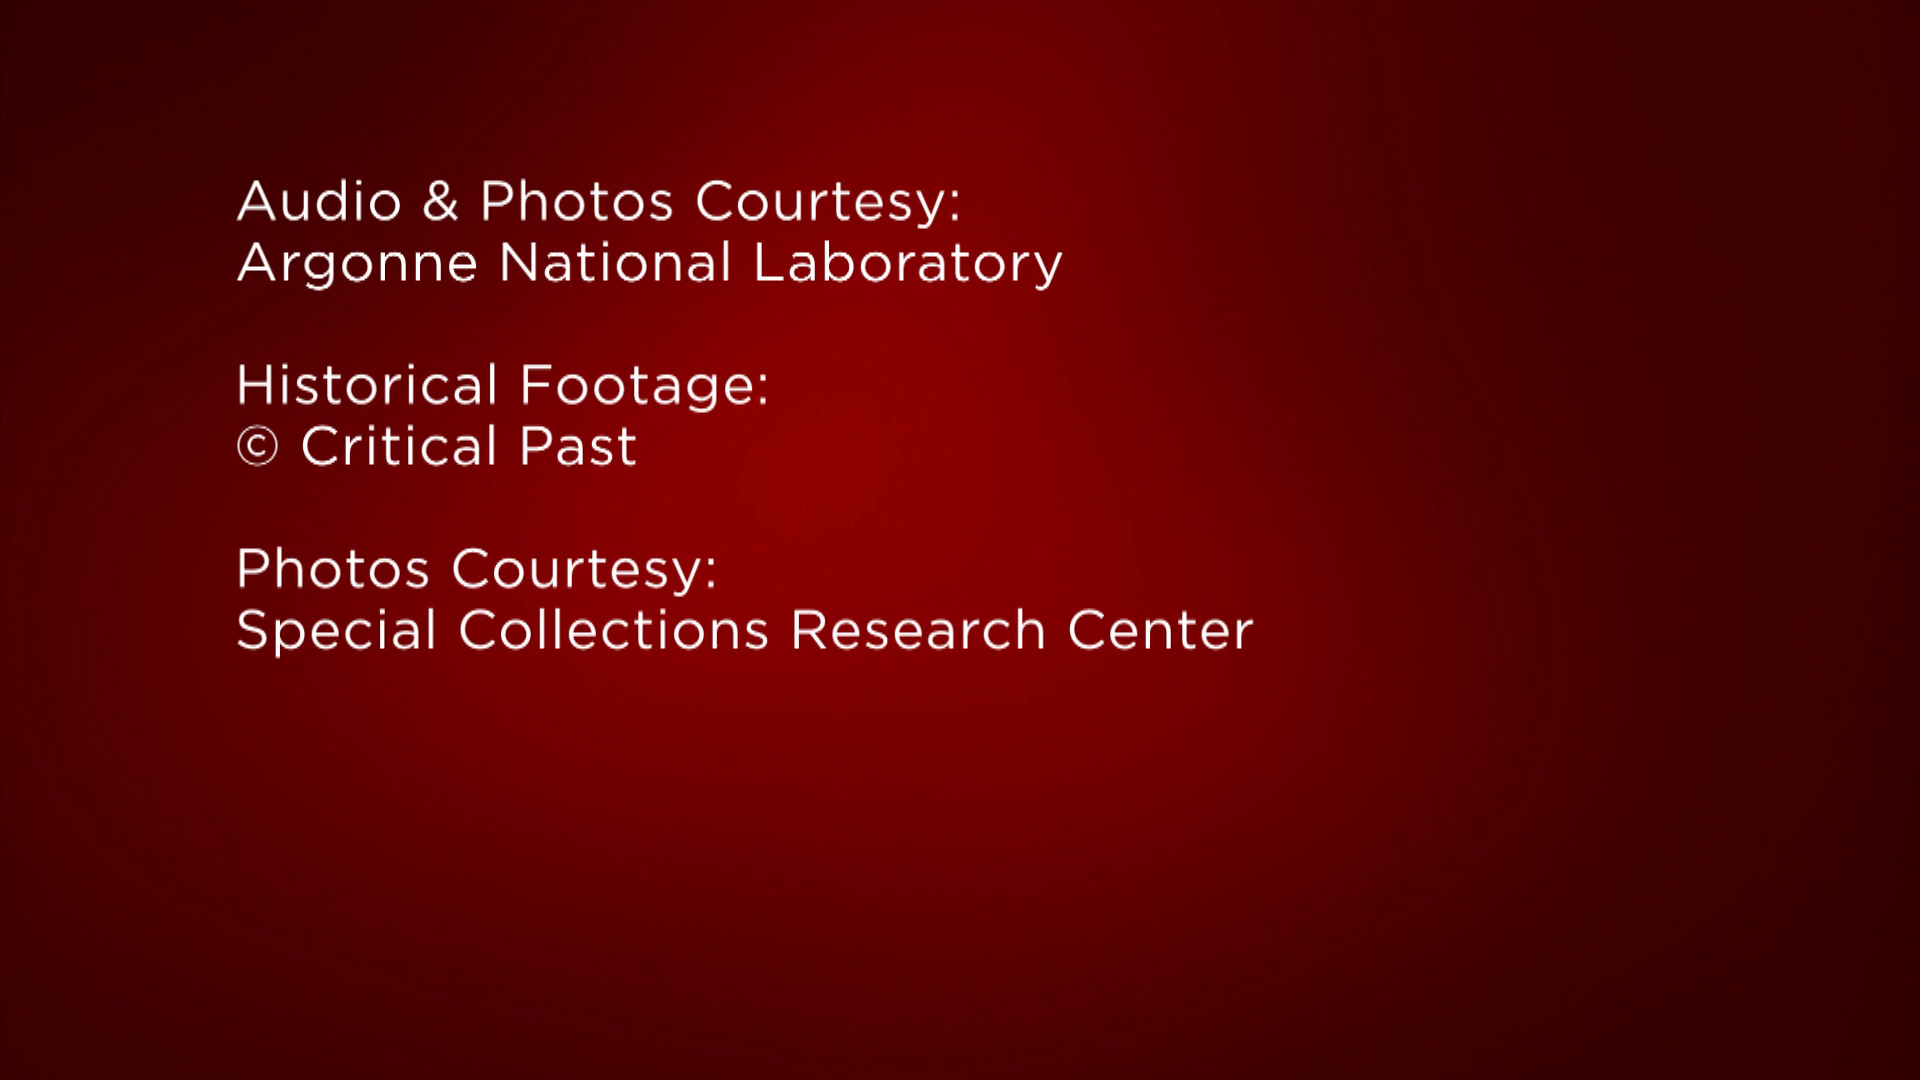 Audio & Photos Courtesy:
Argonne National Laboratory
Historical Footage:
© Critical Past
Photos Courtesy:
Special Collections Research Center